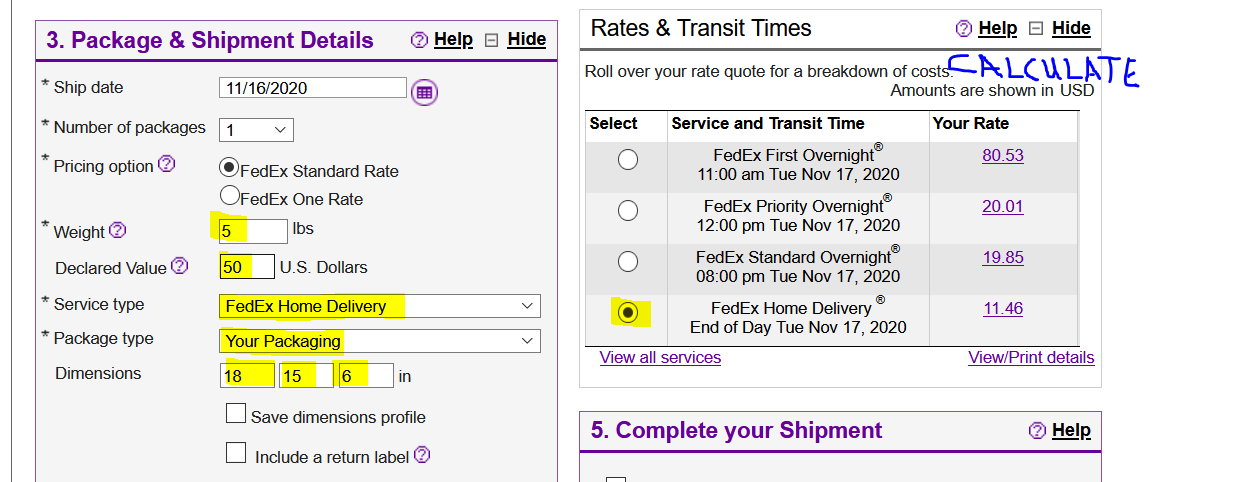 3. Package & Shipment Details ? Help Hide
* Ship date 11/16/2020
* Number of packages 1
* Pricing option ? FedEx Standard Rate
FedEx One Rate
* Weight ? 5 lbs
Declared Value ? 50 U.S. Dollars
* Service type FedEx Home Delivery
* Package type Your Packaging
Dimensions 18 15 6 in
Save dimensions profile
Include a return label ?
Rates & Transit Times ? Help Hide
Roll over your rate quote for a breakdown of costs. CALCULATE
Amounts are shown in USD
Select Service and Transit Time Your Rate
FedEx First Overnight® 80.53
11:00 am Tue Nov 17, 2020
FedEx Priority Overnight® 20.01
12:00 pm Tue Nov 17, 2020
FedEx Standard Overnight® 19.85
08:00 pm Tue Nov 17, 2020
FedEx Home Delivery ® 11.46
End of Day Tue Nov 17, 2020
View all services View/Print details
5. Complete your Shipment ? Help